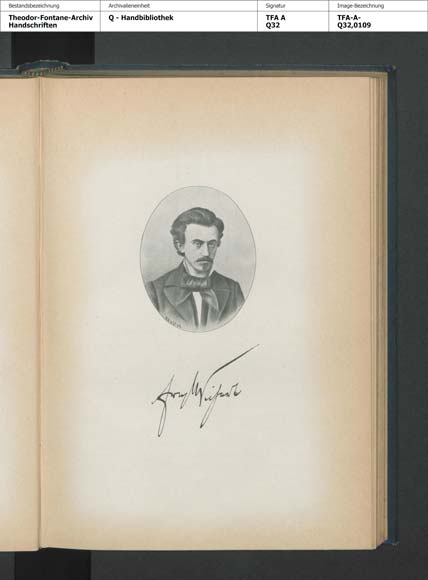 Bestandsbezeichnung Archivalieneinheit Signatur Image-Bezeichnung
Theodor-Fontane-Archiv Q - Handbibliothek TFA A TFA-A-
Handschriften Q32 Q32,0109